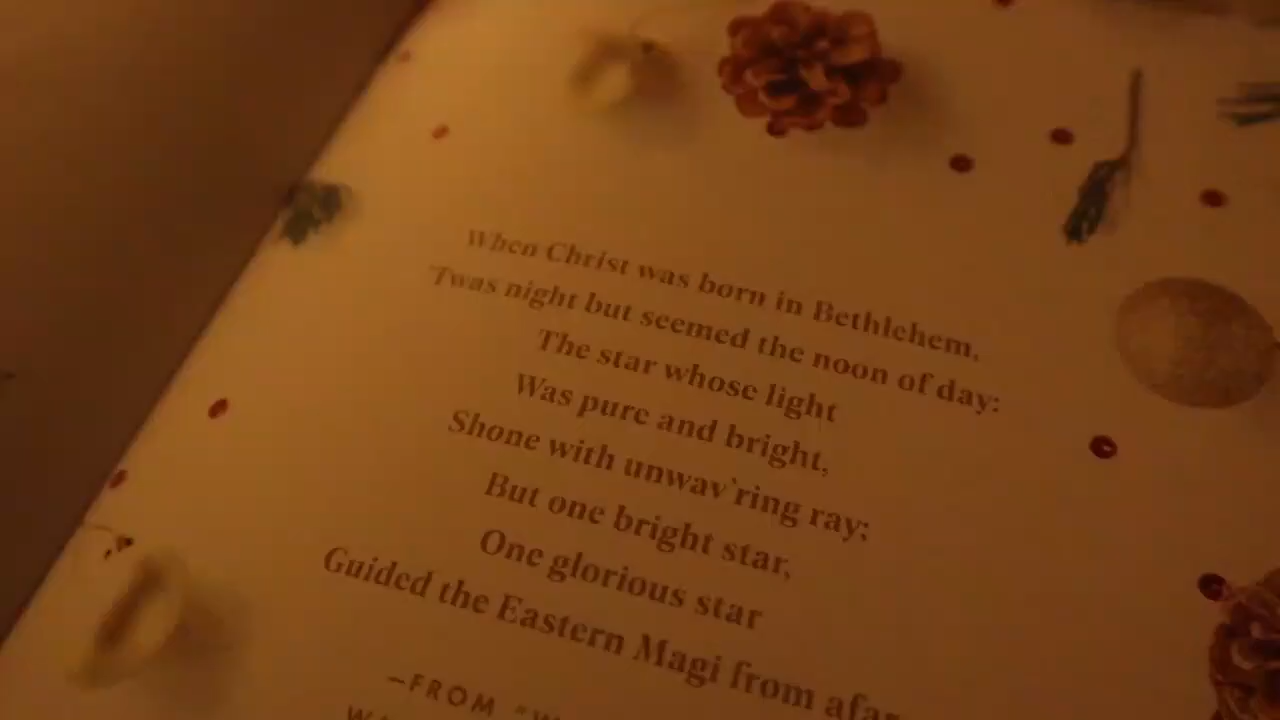 When Christ was born in Bethlehem,
'Twas night but seemed the noon of day:
The star whose light
Was pure and bright,
Shone with unwav'ring ray;
But one bright star,
One glorious star
Guided the Eastern Magi from afar
—FROM "W